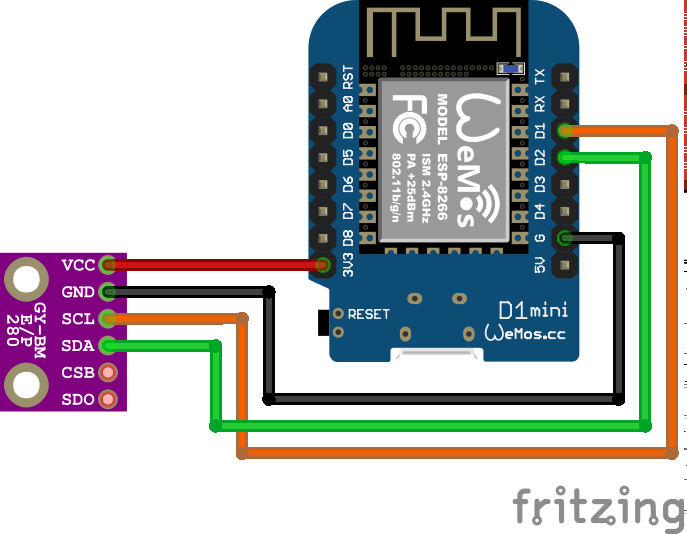 RST
A0
D0
D5
D6
D7
D8
3V3
TX
RX
D1
D2
D3
D4
G
5V
WeMos
MODEL ESP-8266
ISM 2.4GHz
PA +25dBm
802.11b/g/n
FC
RESET
D1mini
WeMos.cc
VCC
GND
SCL
SDA
CSB
SDO
GY-BM
E/P
280
fritzing